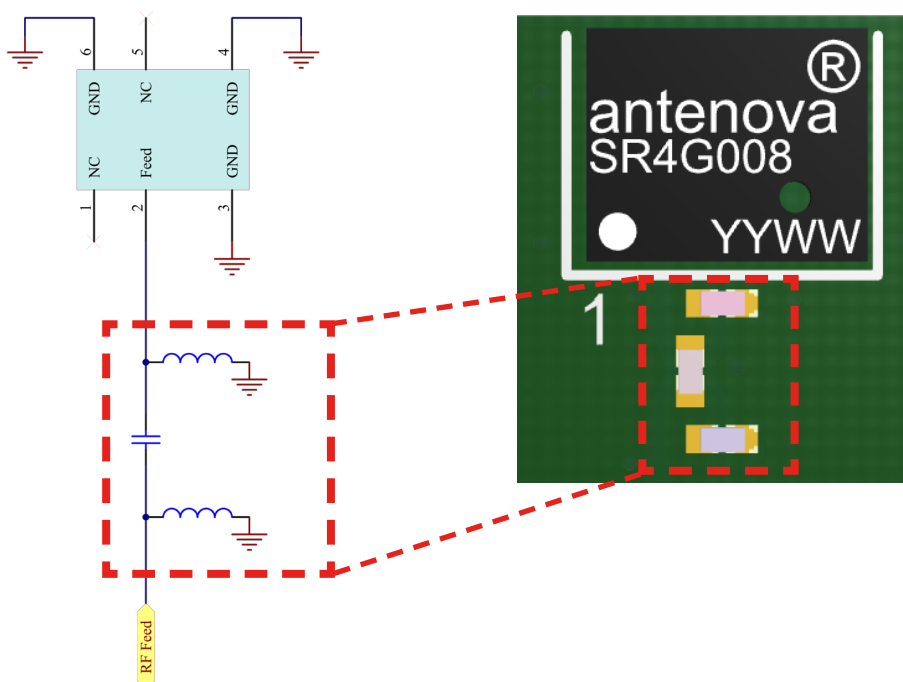 6
5
4
GND
NC
GND
NC
Feed
GND
1
2
3
RF Feed
®
antenova
SR4G008
YYWW
1